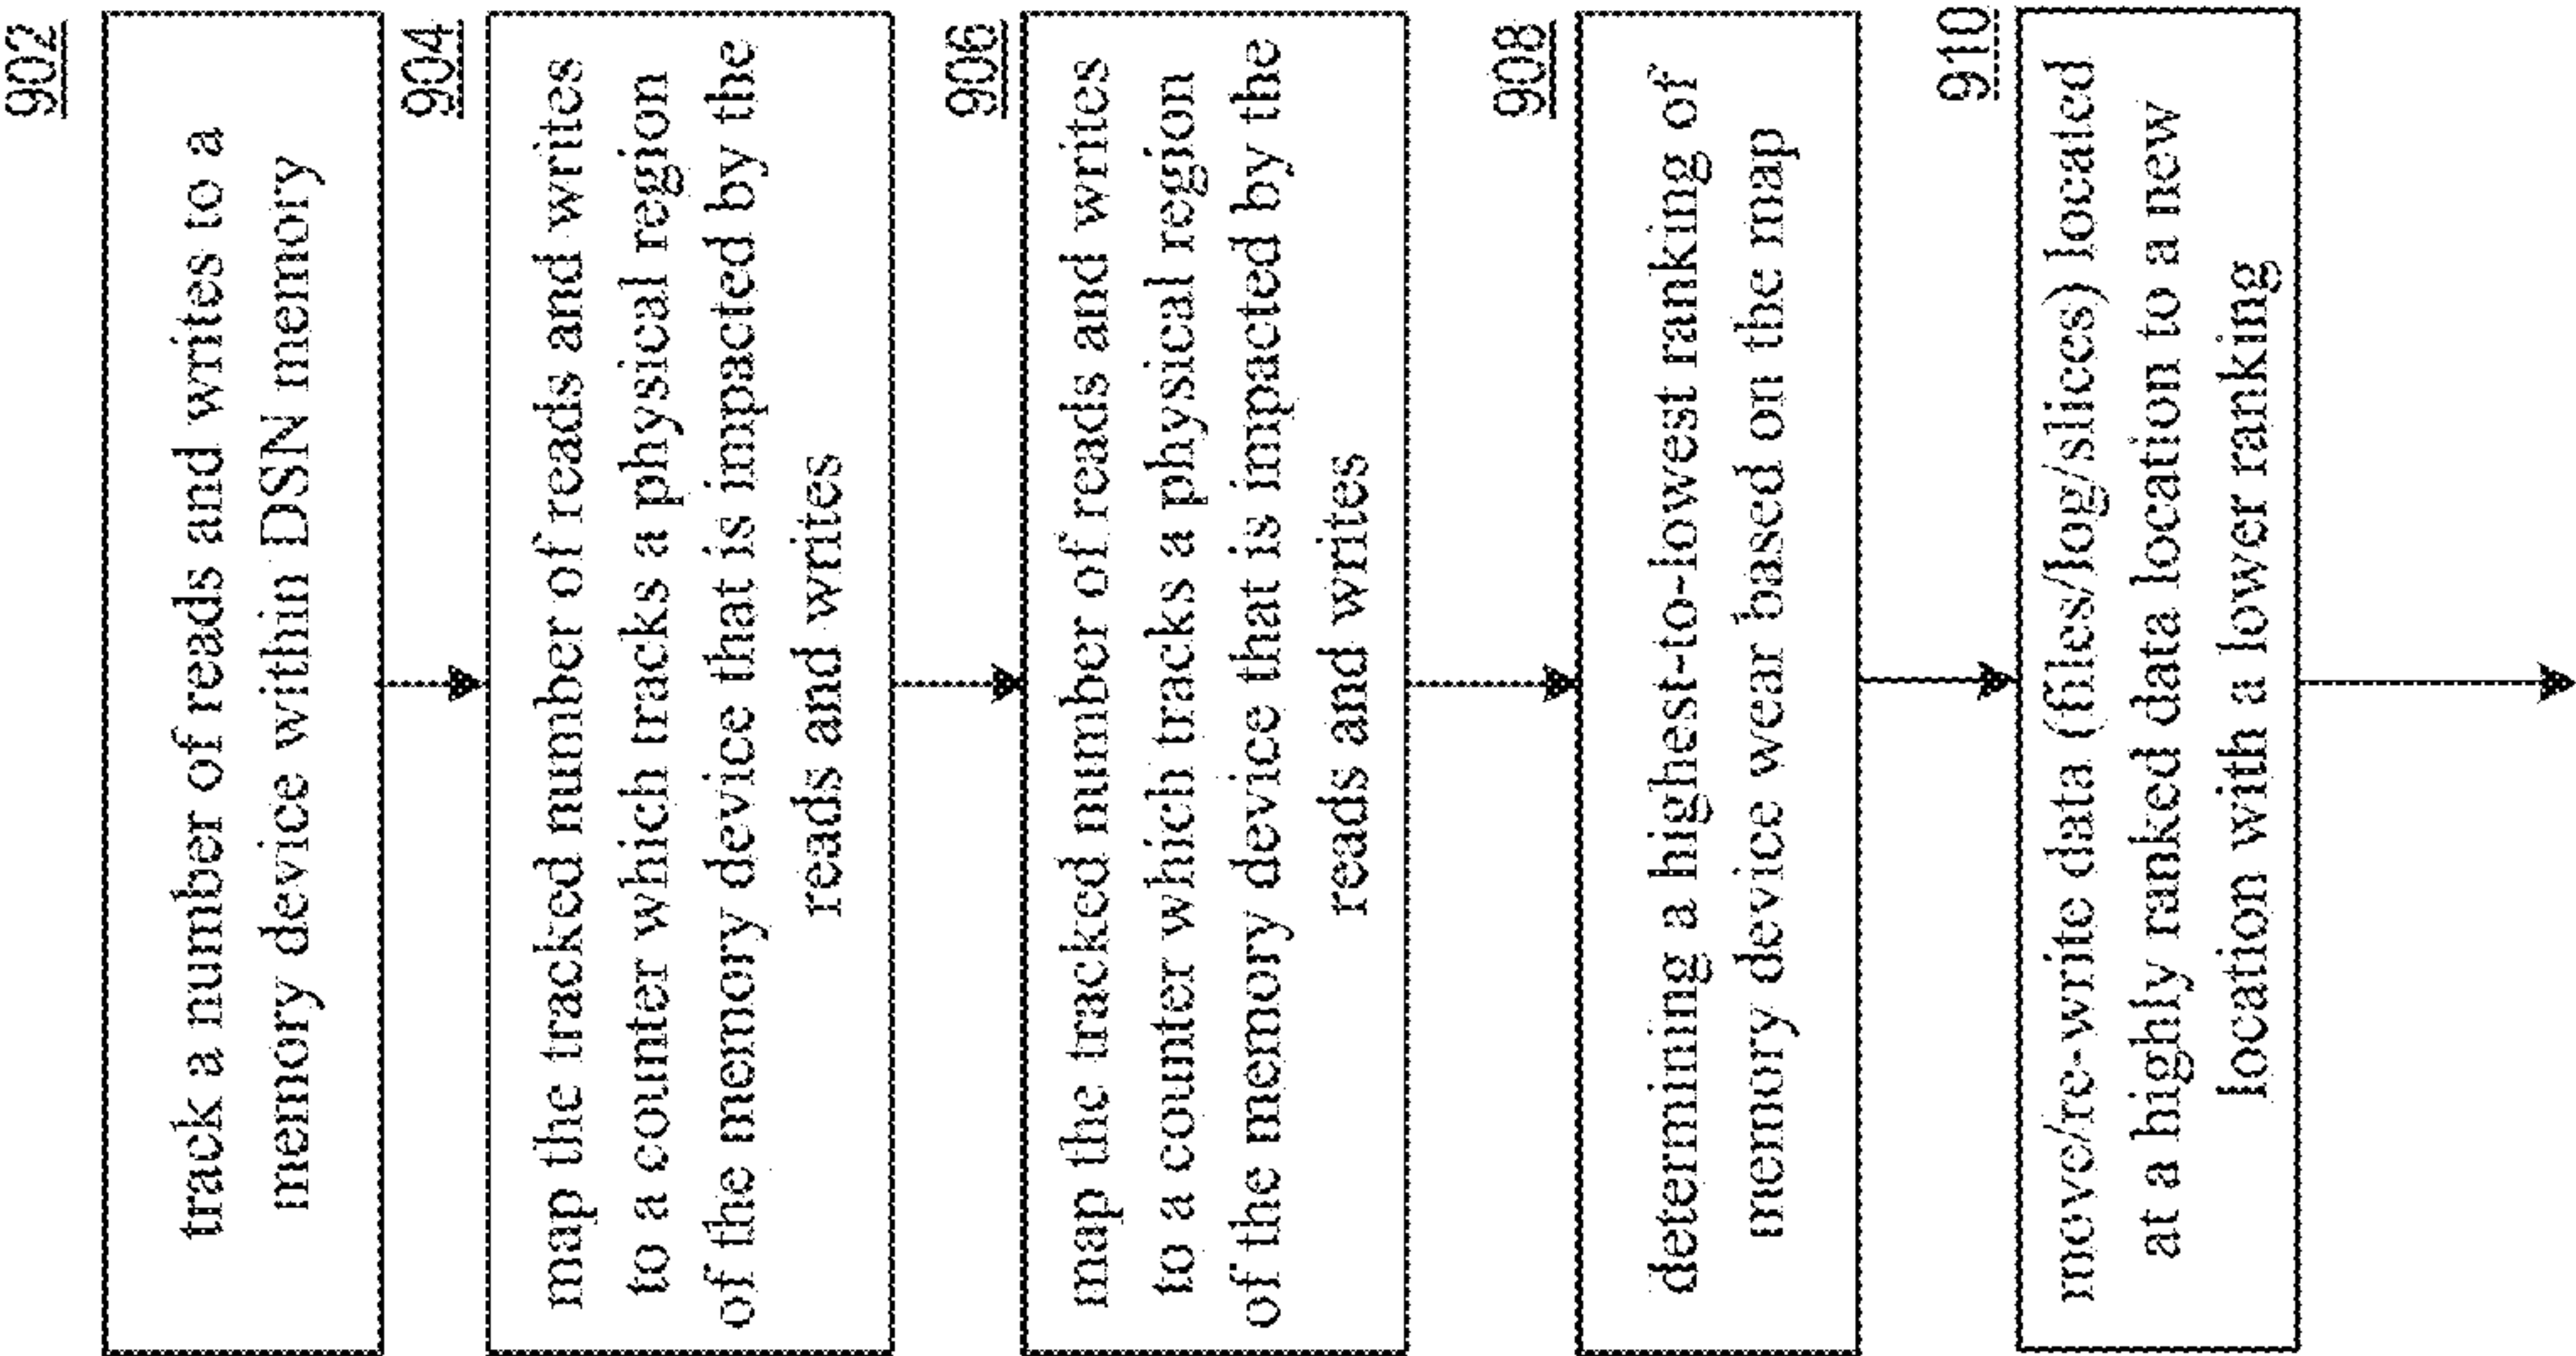 902
track a number of reads and writes to a
memory device within DSN memory
904
map the tracked number of reads and writes
to a counter which tracks a physical region
of the memory device that is impacted by the
reads and writes
906
map the tracked number of reads and writes
to a counter which tracks a physical region
of the memory device that is impacted by the
reads and writes
908
determining a highest-to-lowest ranking of
memory device wear based on the map
910
move/re-write data (files/log/slices) located
at a highly ranked data location to a new
location with a lower ranking